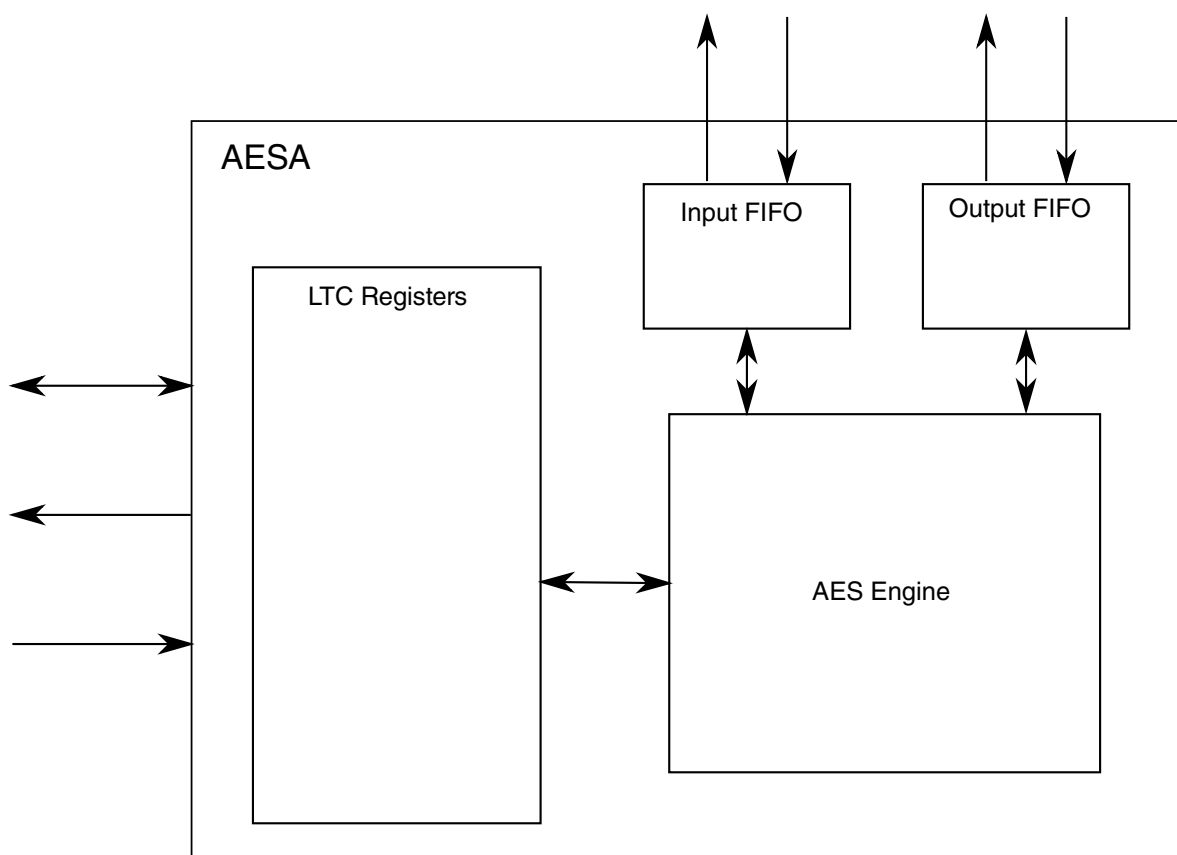 AESA
Input FIFO
Output FIFO
LTC Registers
AES Engine